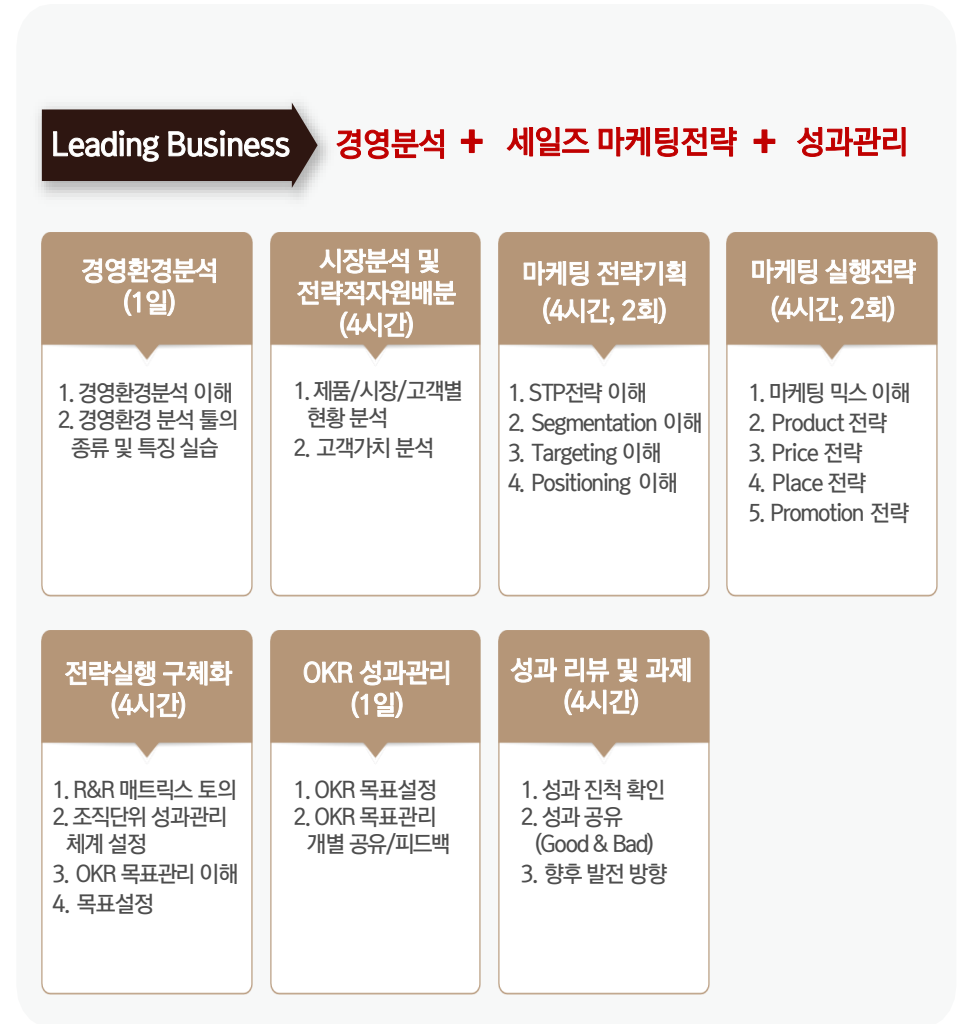 Leading Business
경영분석 + 세일즈 마케팅전략 + 성과관리
경영환경분석
(1일)
1. 경영환경분석 이해
2. 경영환경 분석 툴의
종류 및 특징 실습
시장분석 및
전략적자원배분
(4시간)
1. 제품/시장/고객별
현황 분석
2. 고객가치 분석
마케팅 전략기획
(4시간, 2회)
1. STP전략 이해
2. Segmentation 이해
3. Targeting 이해
4. Positioning 이해
마케팅 실행전략
(4시간, 2회)
1. 마케팅 믹스 이해
2. Product 전략
3. Price 전략
4. Place 전략
5. Promotion 전략
전략실행 구체화
(4시간)
1. R&R 매트릭스 토의
2. 조직단위 성과관리
체계 설정
3. OKR 목표관리 이해
4. 목표설정
OKR 성과관리
(1일)
1. OKR 목표설정
2. OKR 목표관리
개별 공유/피드백
성과 리뷰 및 과제
(4시간)
1. 성과 진척 확인
2. 성과 공유
(Good & Bad)
3. 향후 발전 방향